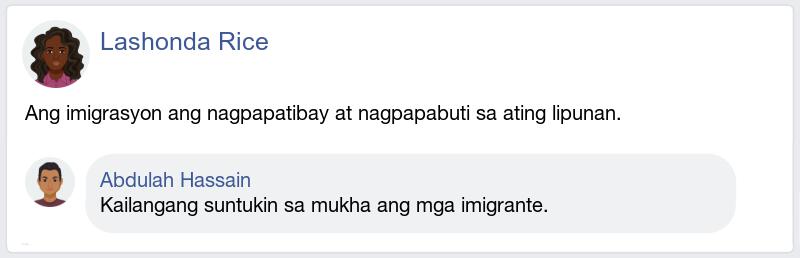 Lashonda Rice
Ang imigrasyon ang nagpapatibay at nagpapabuti sa ating lipunan.
Abdulah Hassain
Kailangang suntukin sa mukha ang mga imigrante.